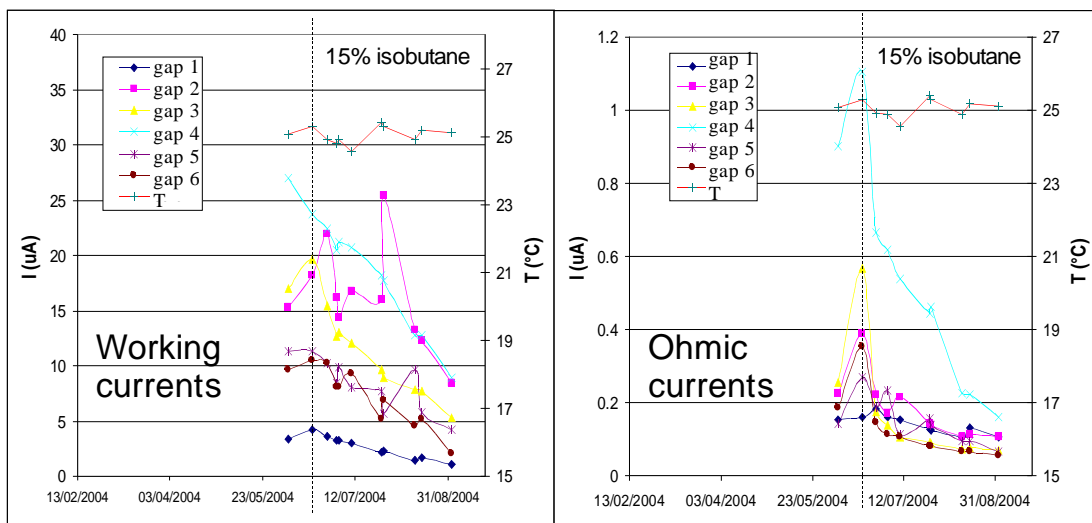 40
35
30
25
20
15
10
5
0
I (uA)
15% isobutane
gap 1
gap 2
gap 3
gap 4
gap 5
gap 6
T
Working
currents
27
25
23
21
19
17
15
T (°C)
13/02/2004 03/04/2004 23/05/2004 12/07/2004 31/08/2004
1.2
1
0.8
0.6
0.4
0.2
0
I (uA)
15% isobutane
gap 1
gap 2
gap 3
gap 4
gap 5
gap 6
T
Ohmic
currents
27
25
23
21
19
17
15
T (°C)
13/02/2004 03/04/2004 23/05/2004 12/07/2004 31/08/2004